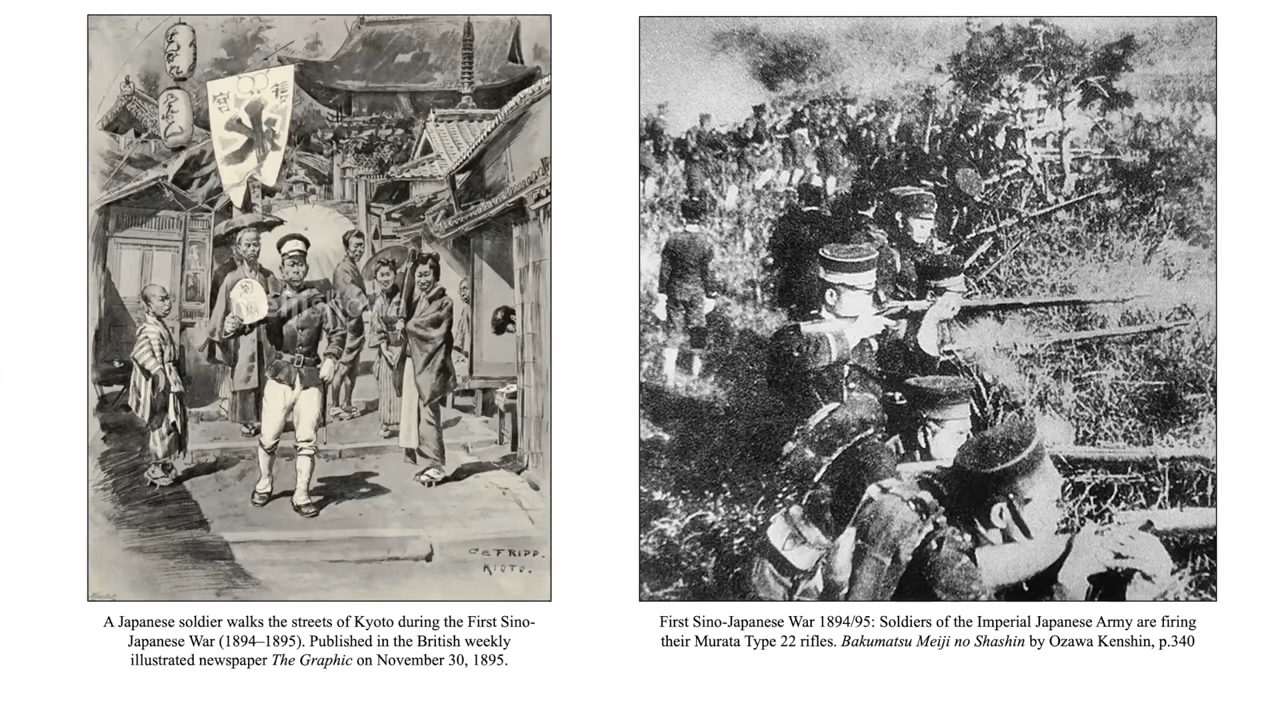 氷
C E FRIPP.
KIOTO.
A Japanese soldier walks the streets of Kyoto during the First Sino-
Japanese War (1894–1895). Published in the British weekly
illustrated newspaper The Graphic on November 30, 1895.
First Sino-Japanese War 1894/95: Soldiers of the Imperial Japanese Army are firing
their Murata Type 22 rifles. Bakumatsu Meiji no Shashin by Ozawa Kenshin, p.340